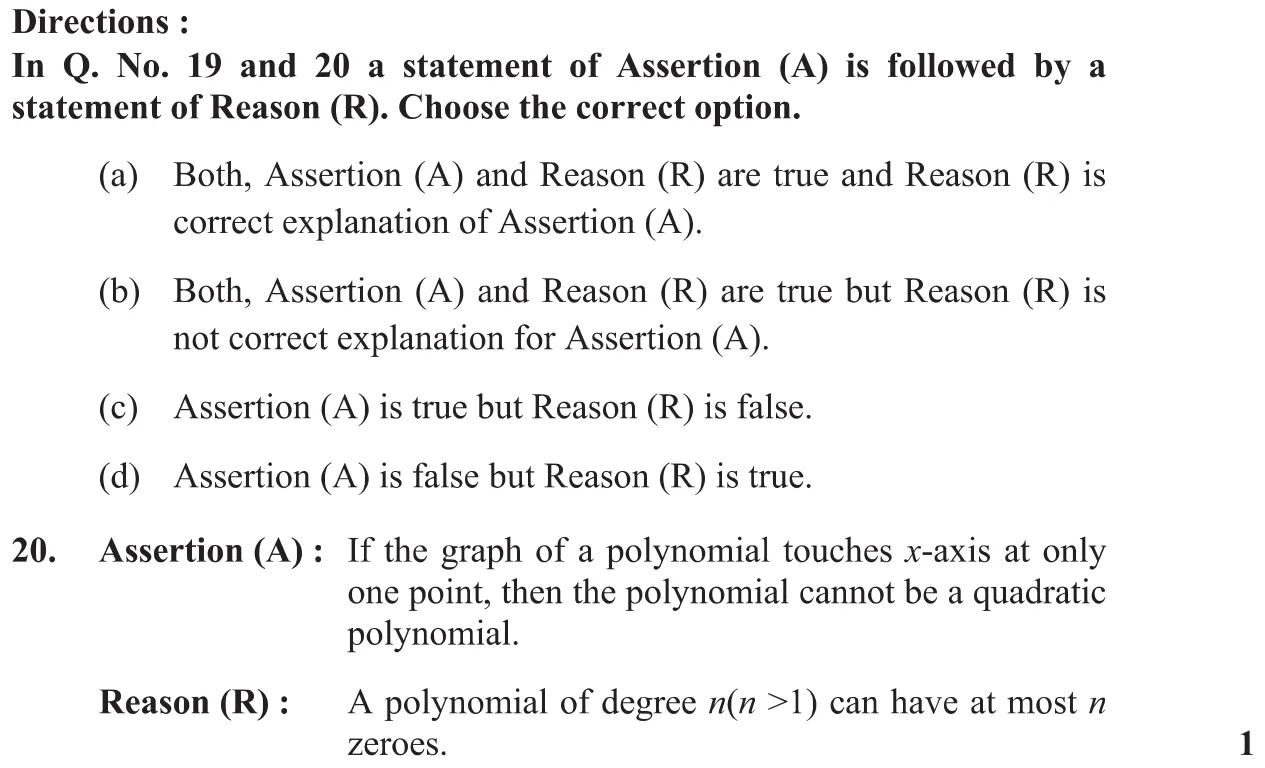 Directions :
In Q. No. 19 and 20 a statement of Assertion (A) is followed by a
statement of Reason (R). Choose the correct option.
(a) Both, Assertion (A) and Reason (R) are true and Reason (R) is
correct explanation of Assertion (A).
(b) Both, Assertion (A) and Reason (R) are true but Reason (R) is
not correct explanation for Assertion (A).
(c) Assertion (A) is true but Reason (R) is false.
(d) Assertion (A) is false but Reason (R) is true.
20. Assertion (A) : If the graph of a polynomial touches x-axis at only
one point, then the polynomial cannot be a quadratic
polynomial.
Reason (R) : A polynomial of degree n(n >1) can have at most n
zeroes. 1